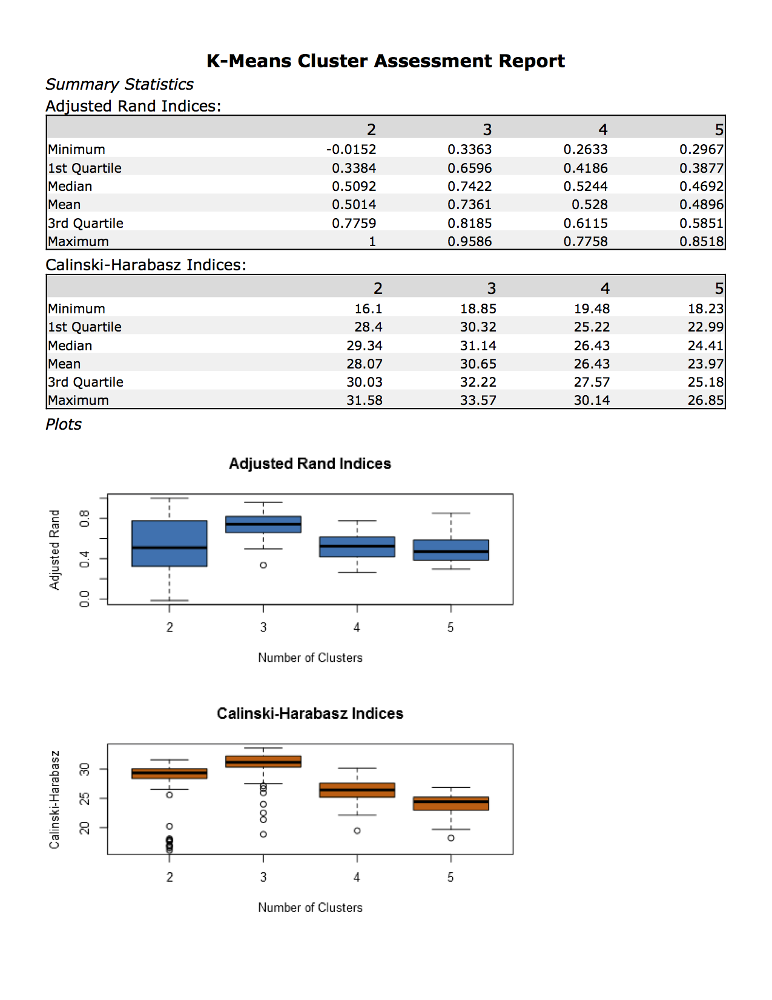 K-Means Cluster Assessment Report
Summary Statistics
Adjusted Rand Indices:
2 3 4 5
Minimum -0.0152 0.3363 0.2633 0.2967
1st Quartile 0.3384 0.6596 0.4186 0.3877
Median 0.5092 0.7422 0.5244 0.4692
Mean 0.5014 0.7361 0.528 0.4896
3rd Quartile 0.7759 0.8185 0.6115 0.5851
Maximum 1 0.9586 0.7758 0.8518
Calinski-Harabasz Indices:
2 3 4 5
Minimum 16.1 18.85 19.48 18.23
1st Quartile 28.4 30.32 25.22 22.99
Median 29.34 31.14 26.43 24.41
Mean 28.07 30.65 26.43 23.97
3rd Quartile 30.03 32.22 27.57 25.18
Maximum 31.58 33.57 30.14 26.85
Plots
Adjusted Rand Indices
Adjusted Rand
0.8
0.4
0.0
2 3 4 5
Number of Clusters
Calinski-Harabasz Indices
Calinski-Harabasz
30
25
20
2 3 4 5
Number of Clusters